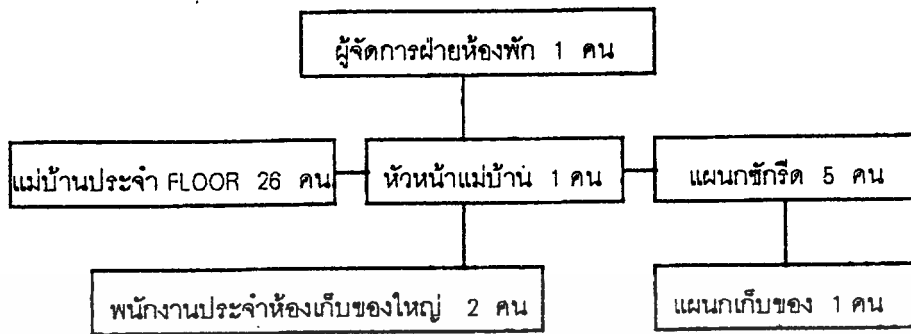 ผู้จัดการฝ่ายห้องพัก 1 คน
แม่บ้านประจำ FLOOR 26 คน
หัวหน้าแม่บ้าน 1 คน
แผนกซักรีด 5 คน
พนักงานประจำห้องเก็บของใหญ่ 2 คน
แผนกเก็บของ 1 คน